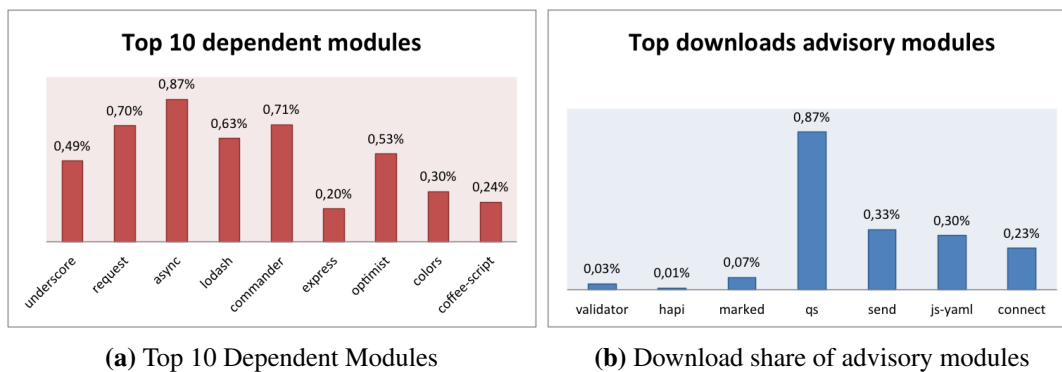 Top 10 dependent modules
0,49%
0,70%
0,87%
0,63%
0,71%
0,20%
0,53%
0,30%
0,24%
underscore
request
async
lodash
commander
express
optimist
colors
coffee-script
(a) Top 10 Dependent Modules
Top downloads advisory modules
0,03%
0,01%
0,07%
0,87%
0,33%
0,30%
0,23%
validator
hapi
marked
qs
send
js-yaml
connect
(b) Download share of advisory modules